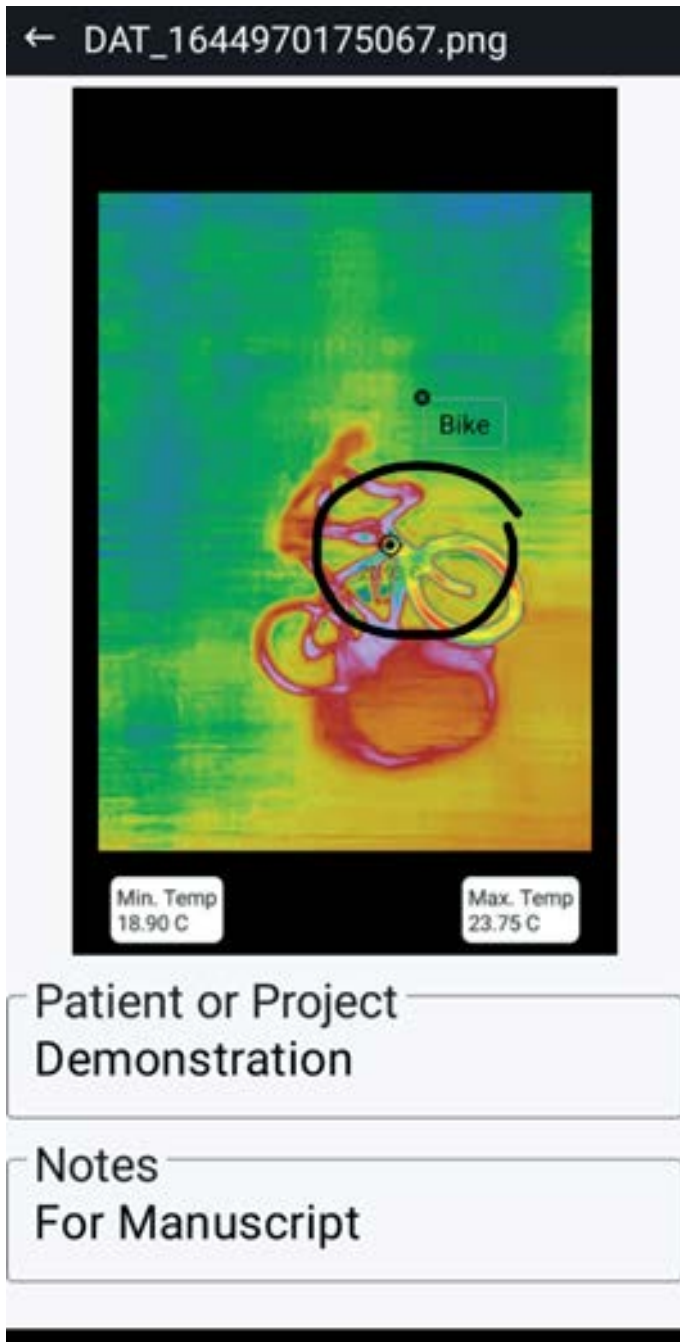 ← DAT_1644970175067.png
Bike
Min. Temp
18.90 C
Max. Temp
23.75 C
Patient or Project
Demonstration
Notes
For Manuscript